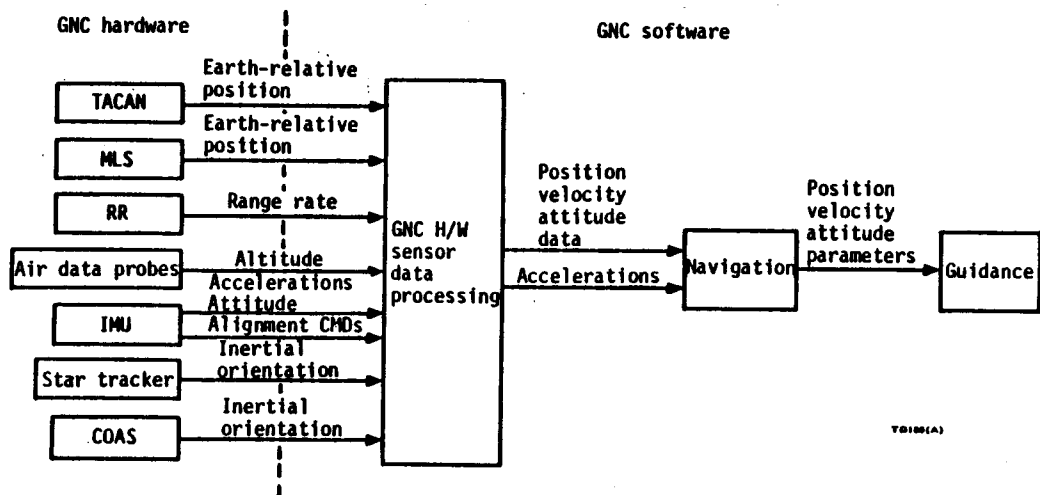 GNC hardware
GNC software
Earth-relative
position
TACAN
Earth-relative
position
MLS
Range rate
RR
Altitude
Air data probes
Accelerations
Attitude
Alignment CMDs
IMU
Inertial
orientation
Star tracker
Inertial
orientation
COAS
GNC H/W
sensor
data
processing
Position
velocity
attitude
data
Accelerations
Navigation
Position
velocity
attitude
parameters
Guidance